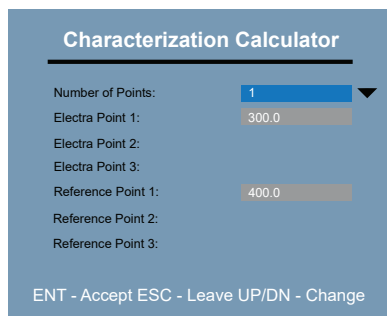 Characterization Calculator
Number of Points: 1
Electra Point 1: 300.0
Electra Point 2:
Electra Point 3:
Reference Point 1: 400.0
Reference Point 2:
Reference Point 3:
ENT - Accept ESC - Leave UP/DN - Change